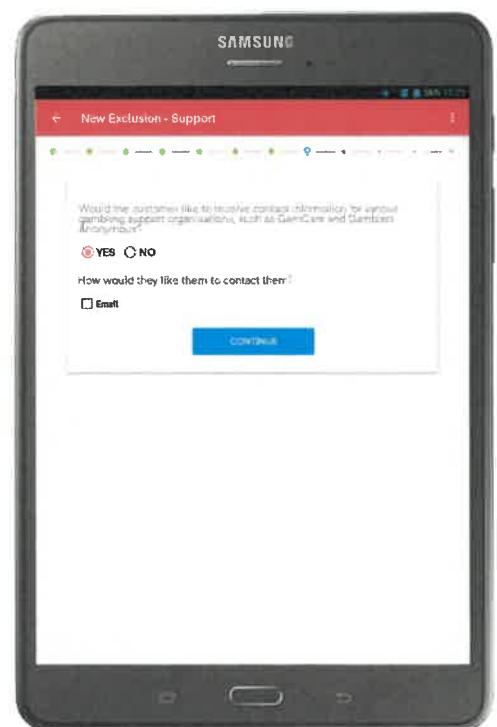 SAMSUNG
New Exclusion - Support
Would the customer like to receive contact information for various
gambling support organisations, such as GamCare and Gamblers
Anonymous?
YES NO
How would they like them to contact them?
Email
CONTINUE